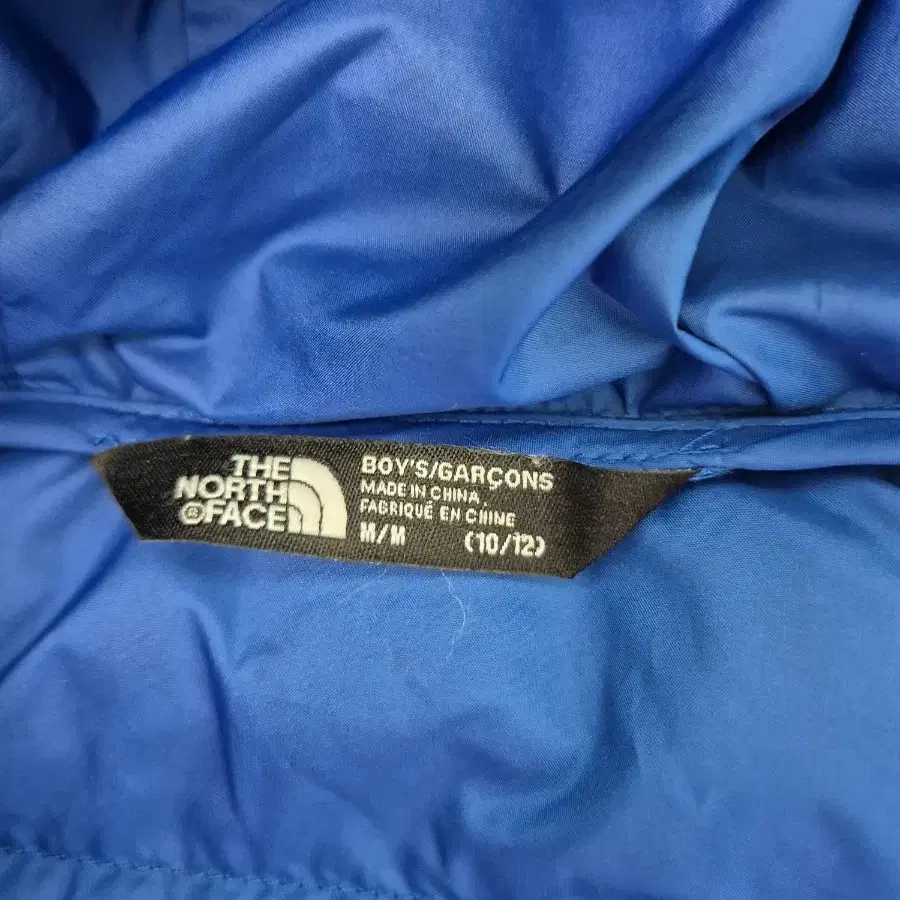 THE
NORTH
FACE
BOY'S/GARÇONS
MADE IN CHINA
FABRIQUÉ EN CHINE
M/M (10/12)